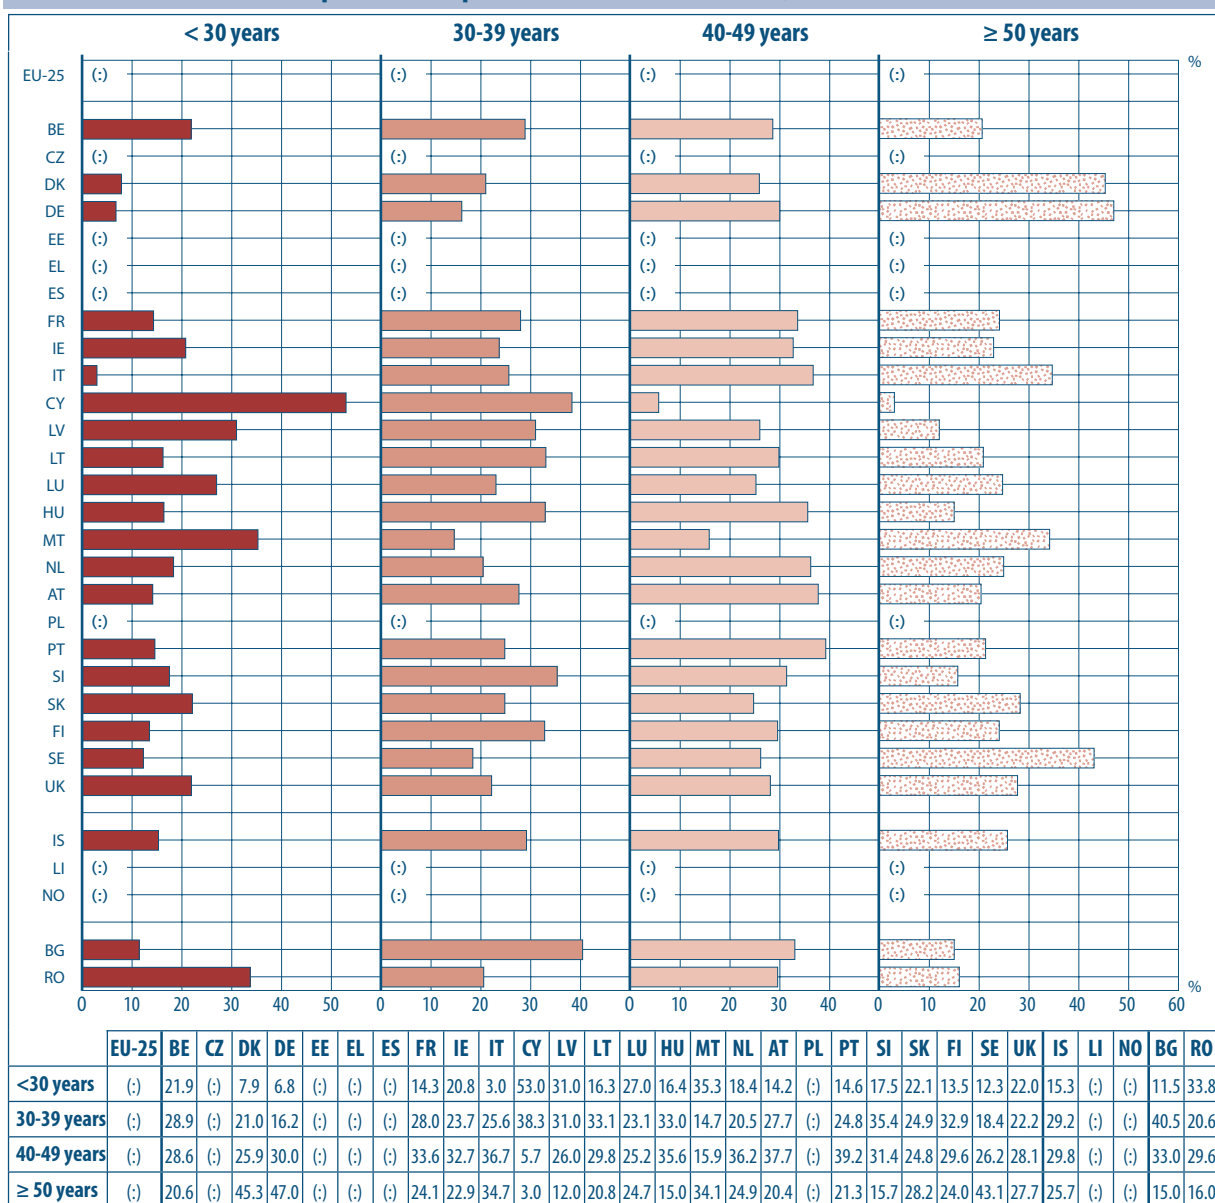 < 30 years 30-39 years 40-49 years ≥ 50 years
%
EU-25 (:) (:) (:) (:)
BE
CZ (:) (:) (:) (:)
DK
DE
EE (:) (:) (:) (:)
EL (:) (:) (:) (:)
ES (:) (:) (:) (:)
FR
IE
IT
CY
LV
LT
LU
HU
MT
NL
AT
PL (:) (:) (:) (:)
PT
SI
SK
FI
SE
UK
IS
LI (:) (:) (:) (:)
NO (:) (:) (:) (:)
BG
RO
%
0 10 20 30 40 50 0 10 20 30 40 0 10 20 30 40 0 10 20 30 40 50 60
EU-25 BE CZ DK DE EE EL ES FR IE IT CY LV LT LU HU MT NL AT PL PT SI SK FI SE UK IS LI NO BG RO
<30 years (:) 21.9 (:) 7.9 6.8 (:) (:) (:) 14.3 20.8 3.0 53.0 31.0 16.3 27.0 16.4 35.3 18.4 14.2 (:) 14.6 17.5 22.1 13.5 12.3 22.0 15.3 (:) (:) 11.5 33.8
30-39 years (:) 28.9 (:) 21.0 16.2 (:) (:) (:) 28.0 23.7 25.6 38.3 31.0 33.1 23.1 33.0 14.7 20.5 27.7 (:) 24.8 35.4 24.9 32.9 18.4 22.2 29.2 (:) (:) 40.5 20.6
40-49 years (:) 28.6 (:) 25.9 30.0 (:) (:) (:) 33.6 32.7 36.7 5.7 26.0 29.8 25.2 35.6 15.9 36.2 37.7 (:) 39.2 31.4 24.8 29.6 26.2 28.1 29.8 (:) (:) 33.0 29.6
≥ 50 years (:) 20.6 (:) 45.3 47.0 (:) (:) (:) 24.1 22.9 34.7 3.0 12.0 20.8 24.7 15.0 34.1 24.9 20.4 (:) 21.3 15.7 28.2 24.0 43.1 27.7 25.7 (:) (:) 15.0 16.0